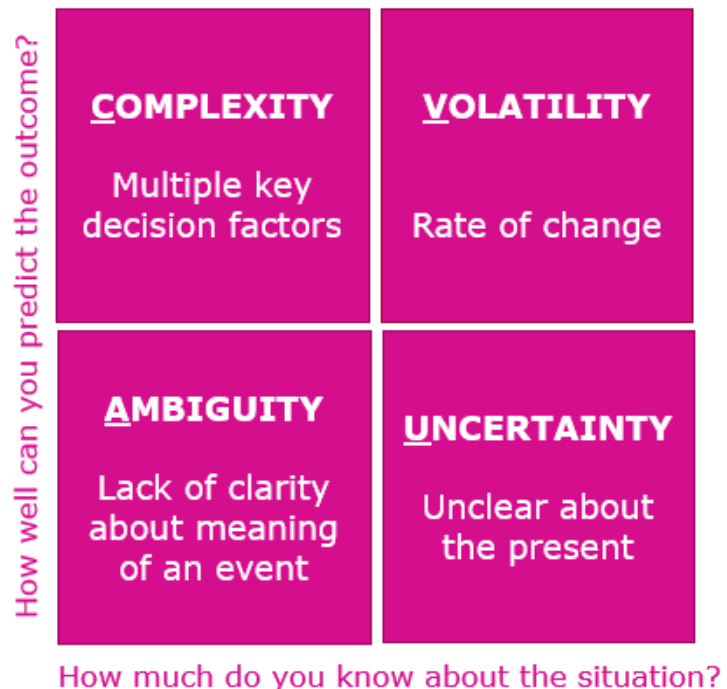 How well can you predict the outcome?
COMPLEXITY
Multiple key
decision factors
VOLATILITY
Rate of change
AMBIGUITY
Lack of clarity
about meaning
of an event
UNCERTAINTY
Unclear about
the present
How much do you know about the situation?